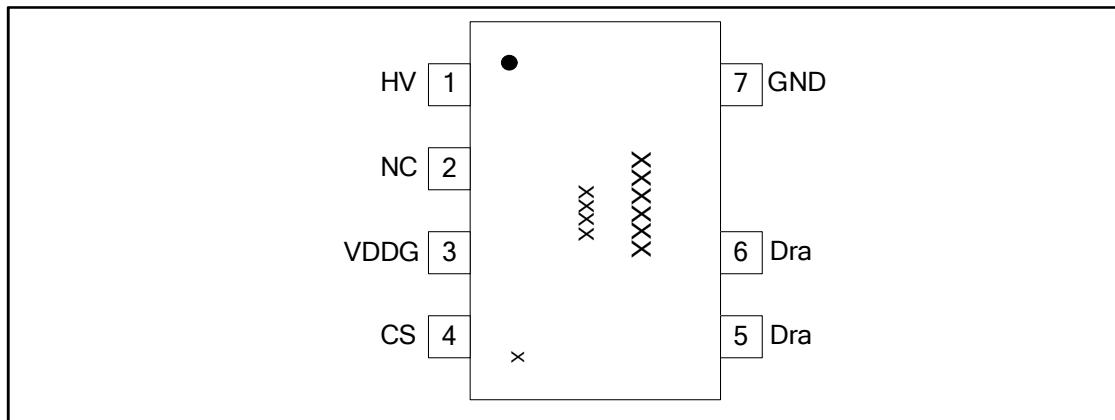 HV 1
NC 2
VDDG 3
CS 4
XXXX
XXXXXX
X
7 GND
6 Dra
5 Dra